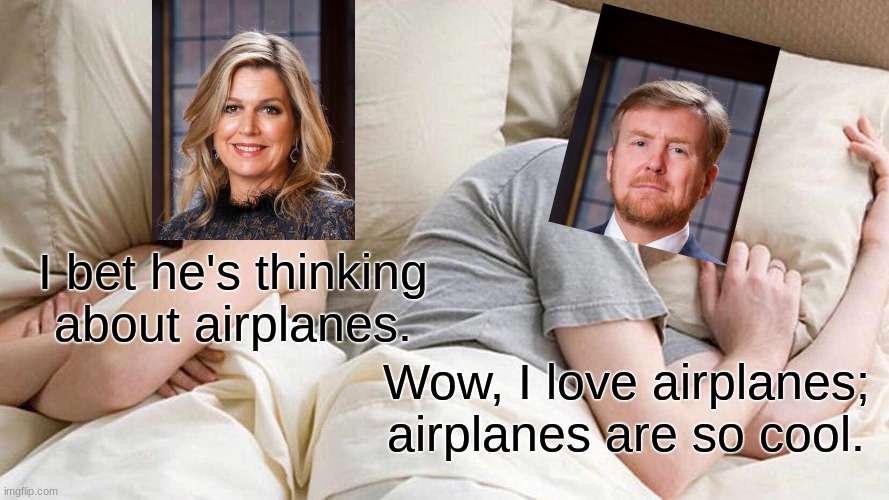 I bet he's thinking
about airplanes.
Wow, I love airplanes;
airplanes are so cool.
imgflip.com